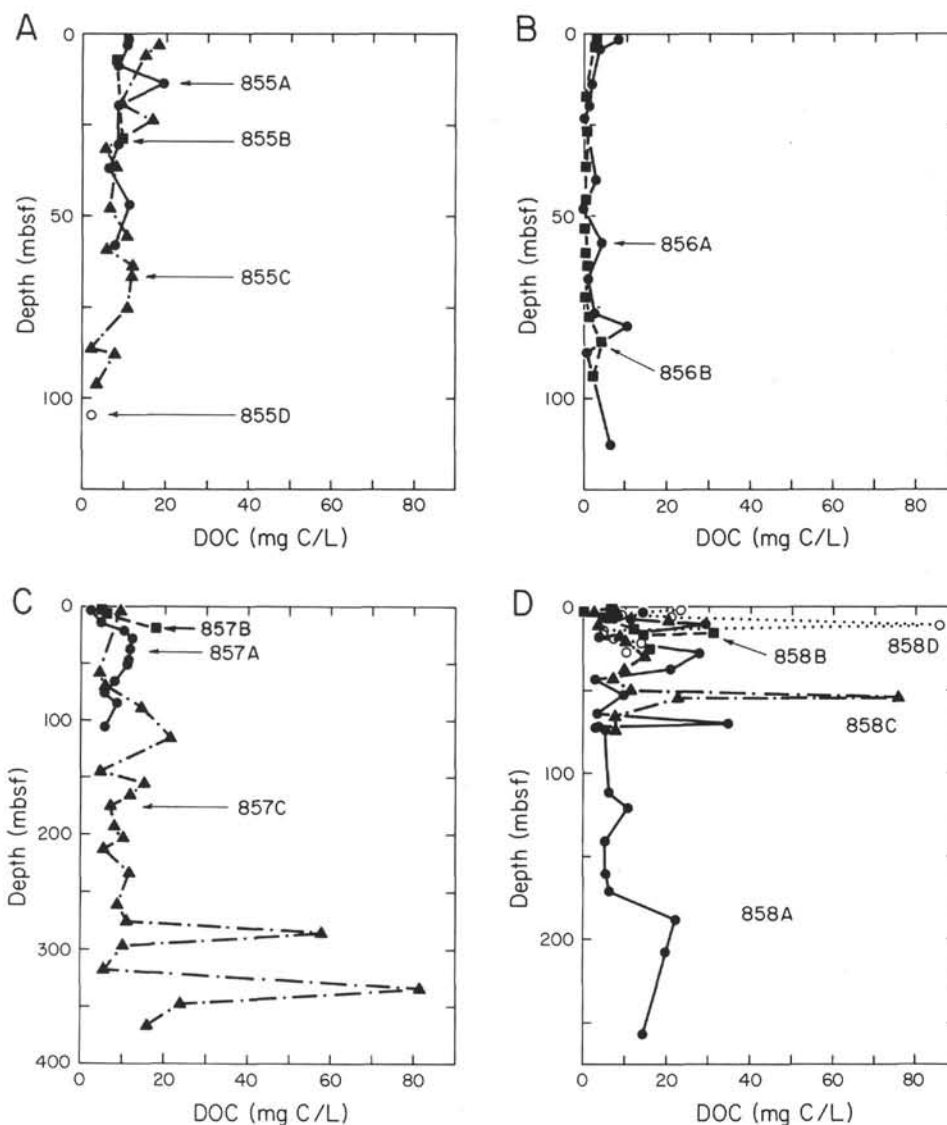 A
0
50
100
Depth (mbsf)
855A
855B
855C
855D
0 20 40 60 80
DOC (mg C/L)
B
0
50
100
Depth (mbsf)
856A
856B
0 20 40 60 80
DOC (mg C/L)
C
0
100
200
300
400
Depth (mbsf)
857B
857A
857C
0 20 40 60 80
DOC (mg C/L)
D
0
100
200
Depth (mbsf)
858B
858D
858C
858A
0 20 40 60 80
DOC (mg C/L)